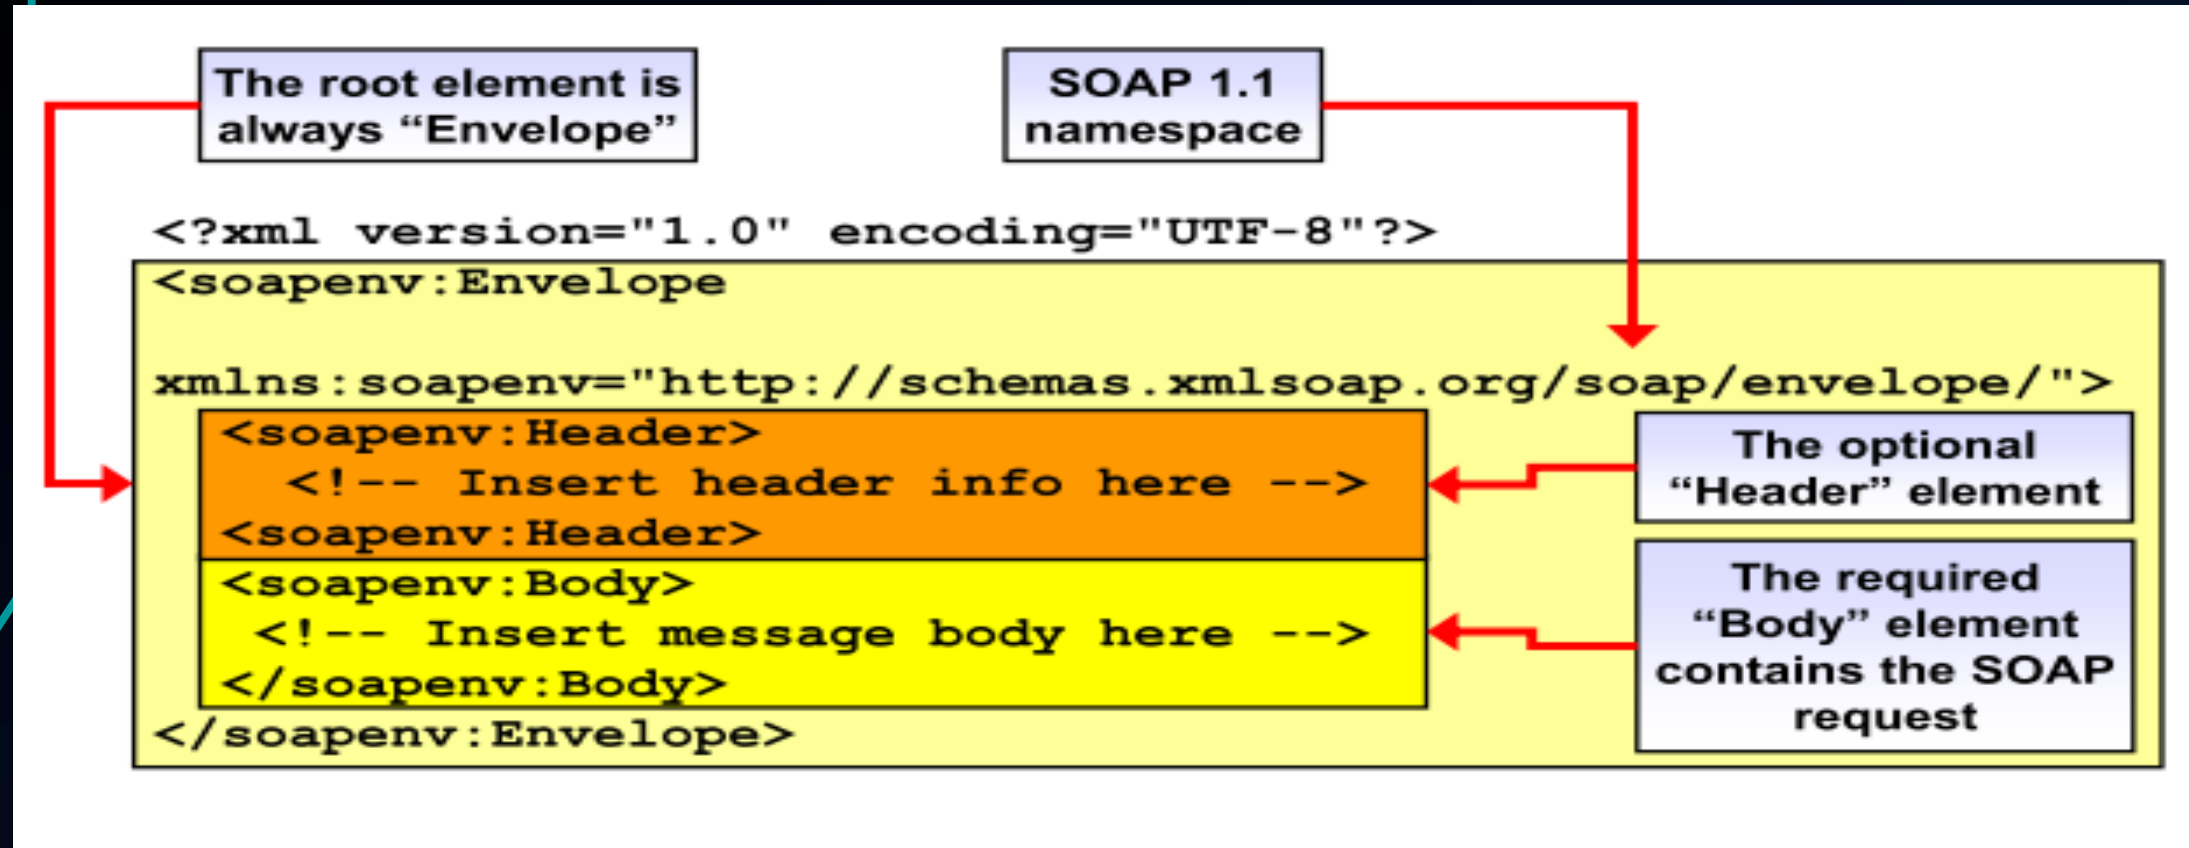 The root element is
always “Envelope”
SOAP 1.1
namespace
<?xml version="1.0" encoding="UTF-8"?>
<soapenv:Envelope
xmlns:soapenv="http://schemas.xmlsoap.org/soap/envelope/">
<soapenv:Header>
<!-- Insert header info here -->
<soapenv:Header>
The optional
“Header” element
<soapenv:Body>
<!-- Insert message body here -->
</soapenv:Body>
The required
“Body” element
contains the SOAP
request
</soapenv:Envelope>